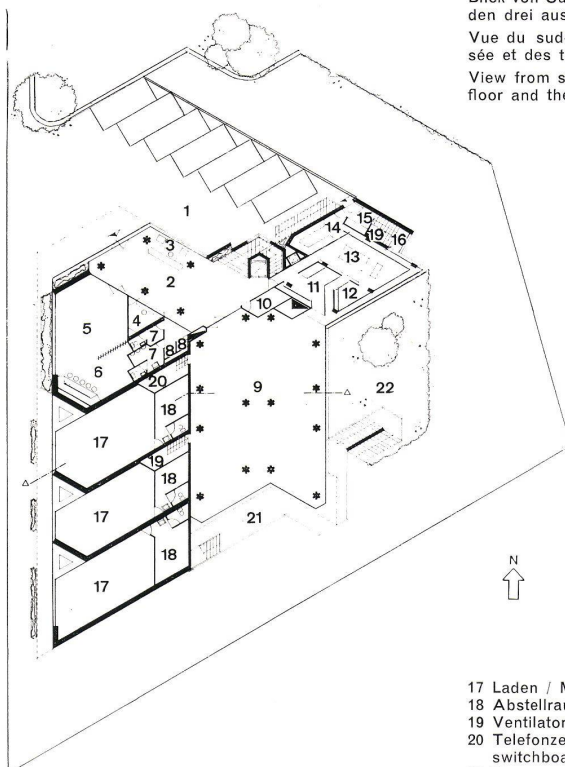 Blick von Sü
den drei aus
Vue du sud-
sée et des t
View from s
floor and the
1
15
14
19
16
3
13
2
11
12
10
5
4
7
7
8
8
6
20
9
22
18
17
19
18
17
21
18
17
N
17 Laden / M
18 Abstellrau
19 Ventilator
20 Telefonze
switchboa